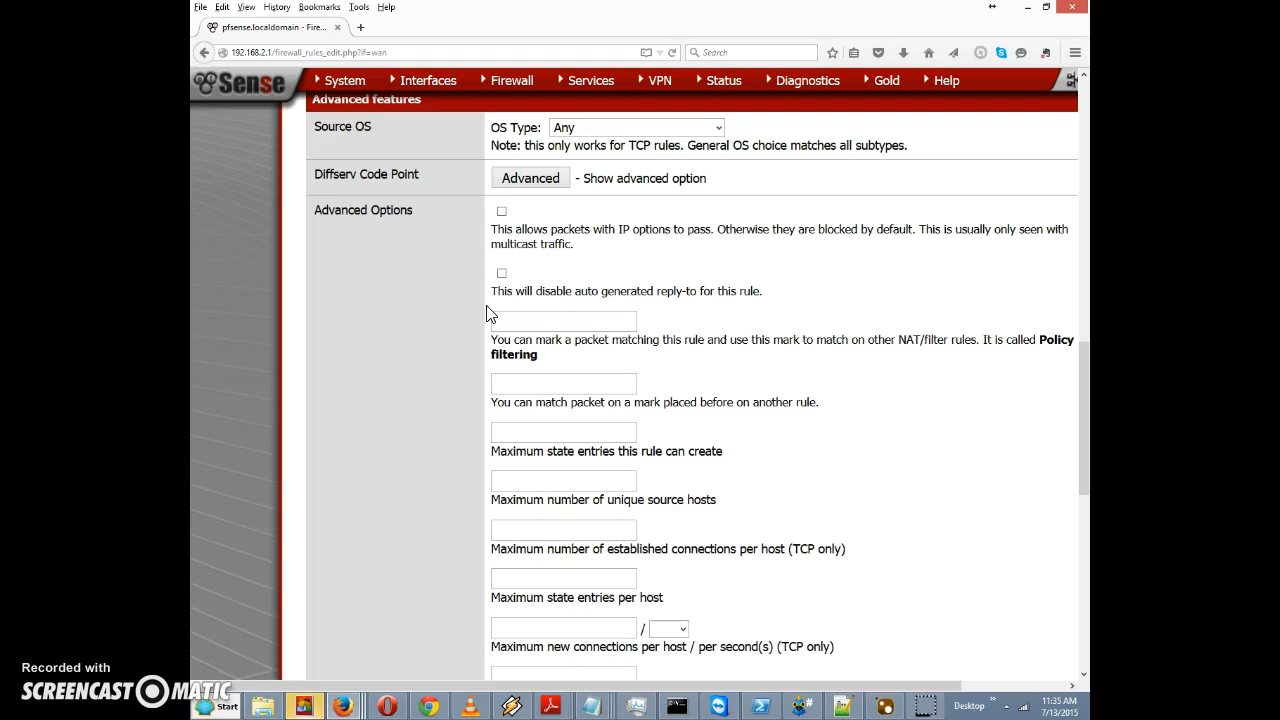 File Edit View History Bookmarks Tools Help
pfsense.localdomain - Fire...
192.168.2.1/firewall_rules_edit.php?if=wan
Search
Sense
System Interfaces Firewall Services VPN Status Diagnostics Gold Help
Advanced features
Source OS
OS Type: Any
Note: this only works for TCP rules. General OS choice matches all subtypes.
Diffserv Code Point
Advanced - Show advanced option
Advanced Options
This allows packets with IP options to pass. Otherwise they are blocked by default. This is usually only seen with
multicast traffic.
This will disable auto generated reply-to for this rule.
You can mark a packet matching this rule and use this mark to match on other NAT/filter rules. It is called Policy
filtering
You can match packet on a mark placed before on another rule.
Maximum state entries this rule can create
Maximum number of unique source hosts
Maximum number of established connections per host (TCP only)
Maximum state entries per host
/
Maximum new connections per host / per second(s) (TCP only)
Recorded with
SCREENCAST MATIC
Start
Desktop
11:35 AM
7/13/2015